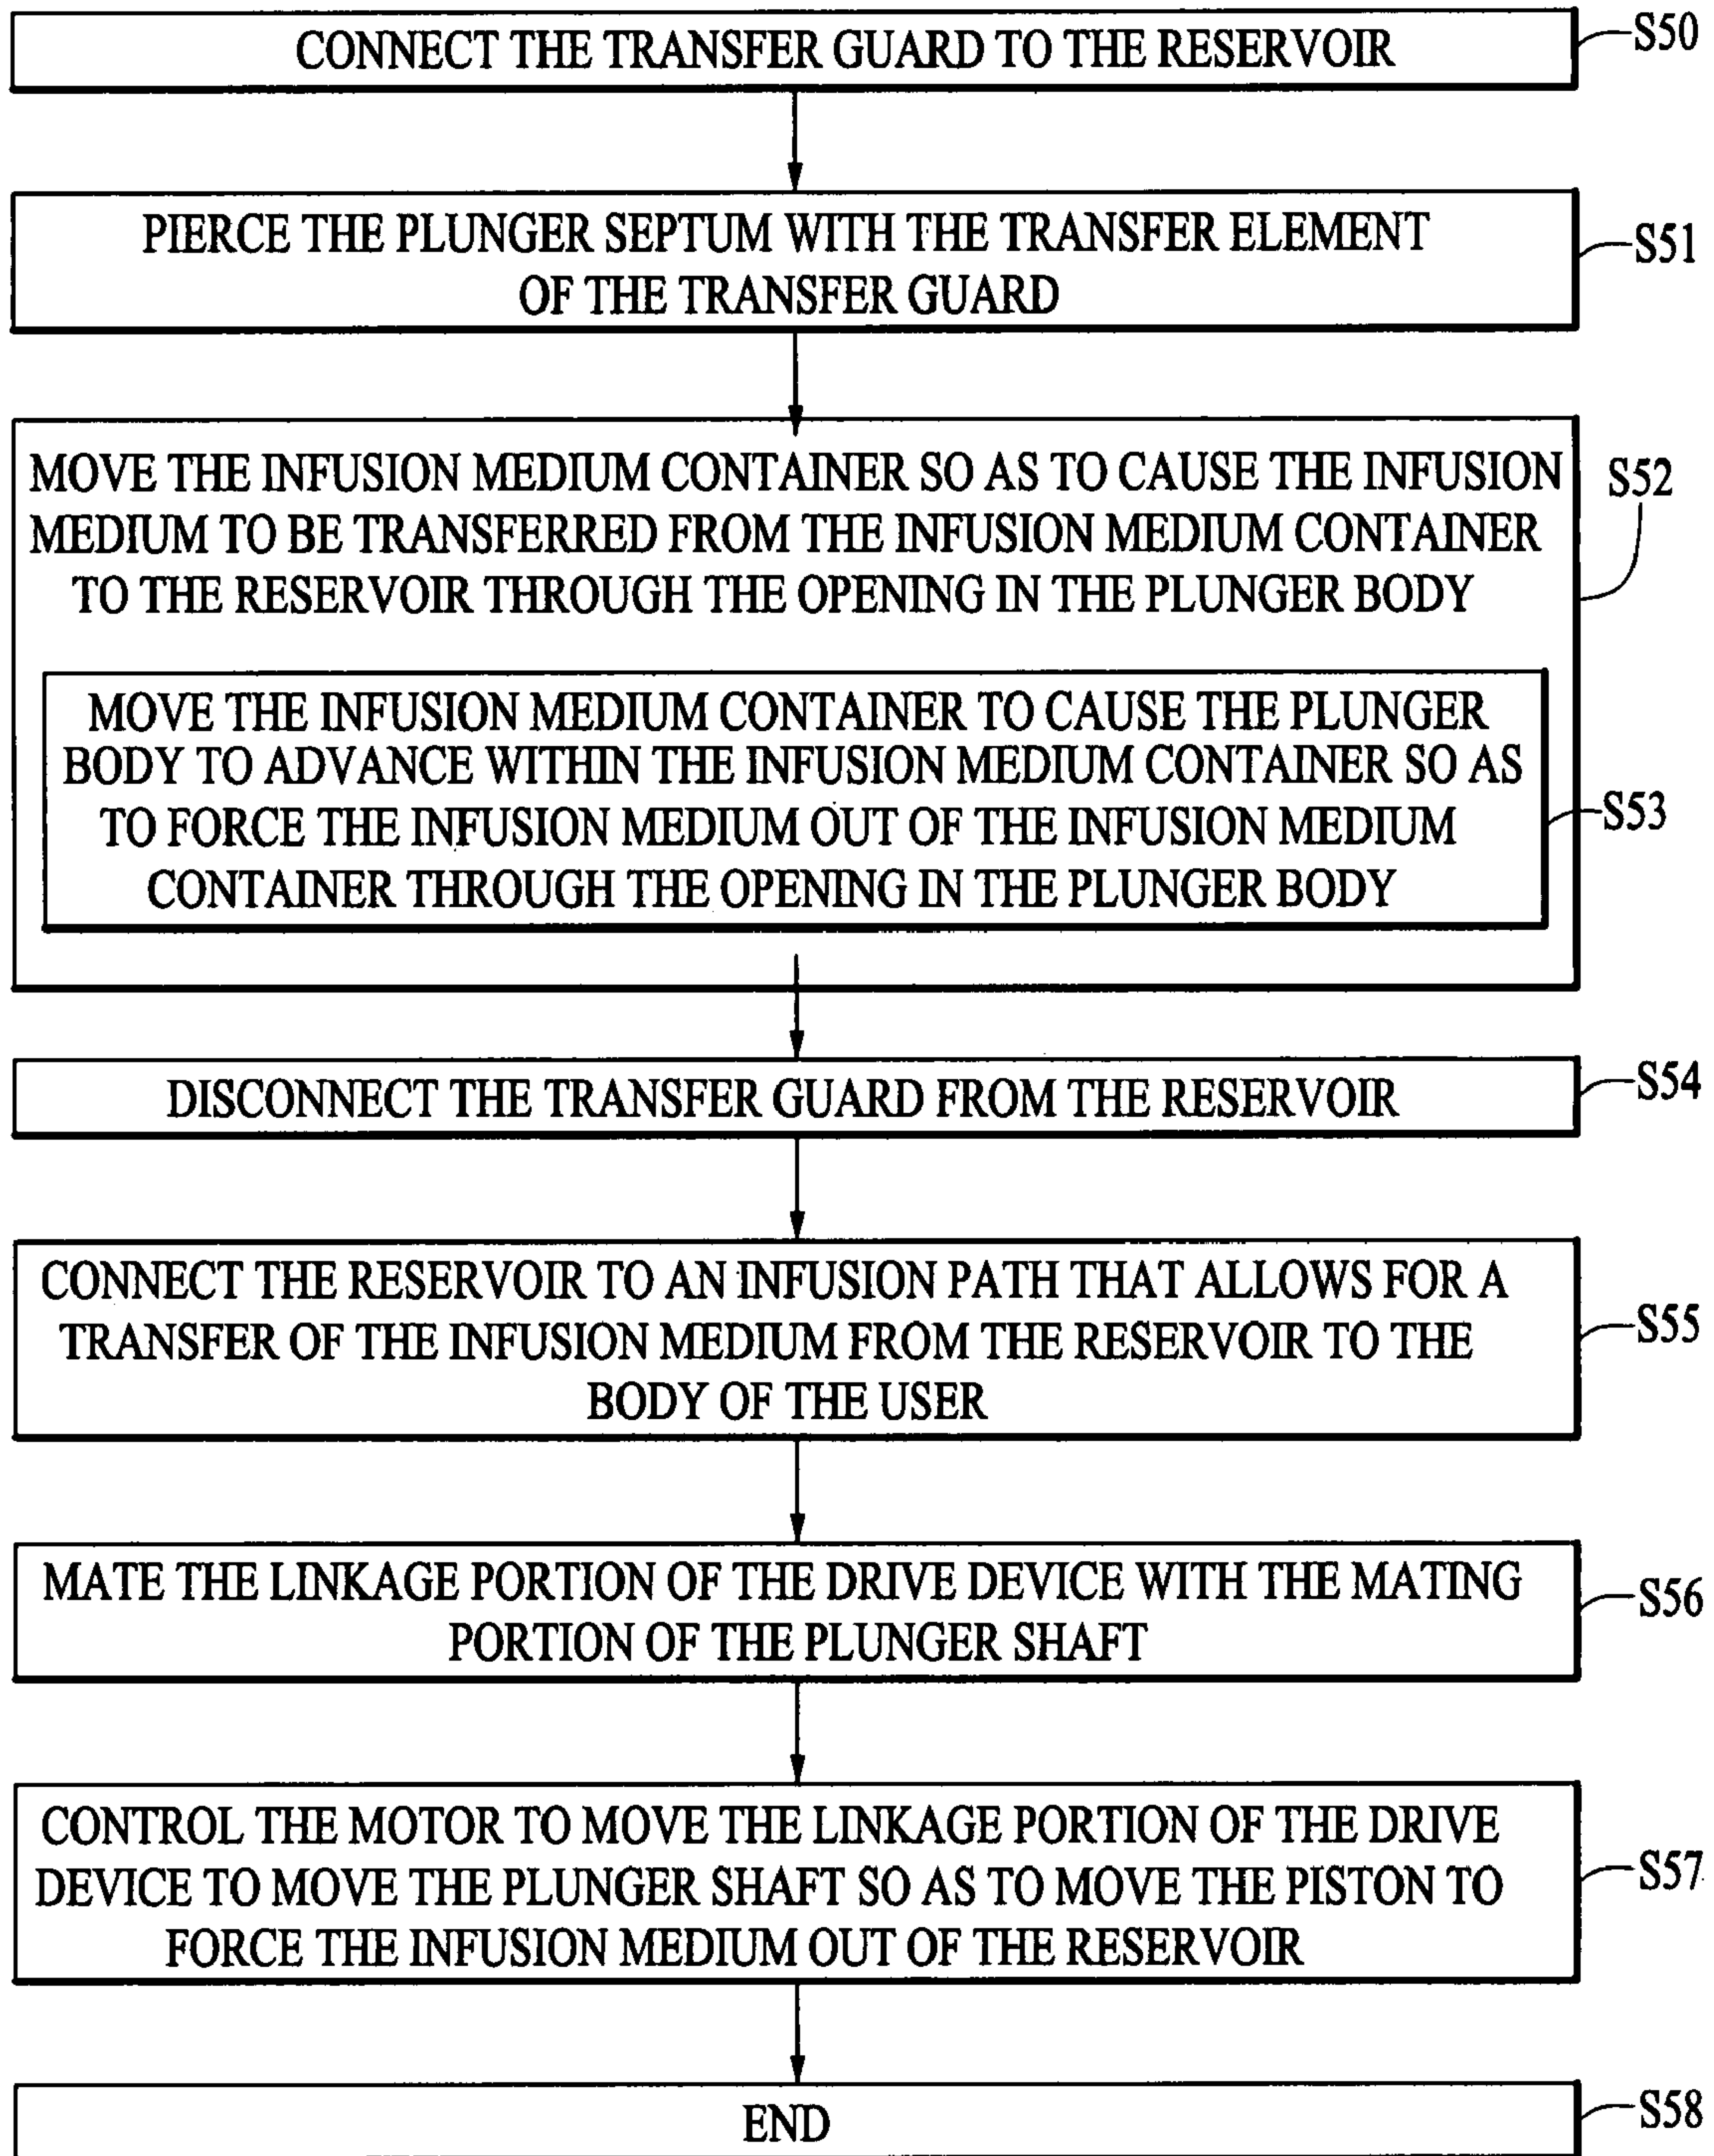 CONNECT THE TRANSFER GUARD TO THE RESERVOIR
S50
PIERCE THE PLUNGER SEPTUM WITH THE TRANSFER ELEMENT
OF THE TRANSFER GUARD
S51
MOVE THE INFUSION MEDIUM CONTAINER SO AS TO CAUSE THE INFUSION
MEDIUM TO BE TRANSFERRED FROM THE INFUSION MEDIUM CONTAINER
TO THE RESERVOIR THROUGH THE OPENING IN THE PLUNGER BODY
S52
MOVE THE INFUSION MEDIUM CONTAINER TO CAUSE THE PLUNGER
BODY TO ADVANCE WITHIN THE INFUSION MEDIUM CONTAINER SO AS
TO FORCE THE INFUSION MEDIUM OUT OF THE INFUSION MEDIUM
CONTAINER THROUGH THE OPENING IN THE PLUNGER BODY
S53
DISCONNECT THE TRANSFER GUARD FROM THE RESERVOIR
S54
CONNECT THE RESERVOIR TO AN INFUSION PATH THAT ALLOWS FOR A
TRANSFER OF THE INFUSION MEDIUM FROM THE RESERVOIR TO THE
BODY OF THE USER
S55
MATE THE LINKAGE PORTION OF THE DRIVE DEVICE WITH THE MATING
PORTION OF THE PLUNGER SHAFT
S56
CONTROL THE MOTOR TO MOVE THE LINKAGE PORTION OF THE DRIVE
DEVICE TO MOVE THE PLUNGER SHAFT SO AS TO MOVE THE PISTON TO
FORCE THE INFUSION MEDIUM OUT OF THE RESERVOIR
S57
END
S58